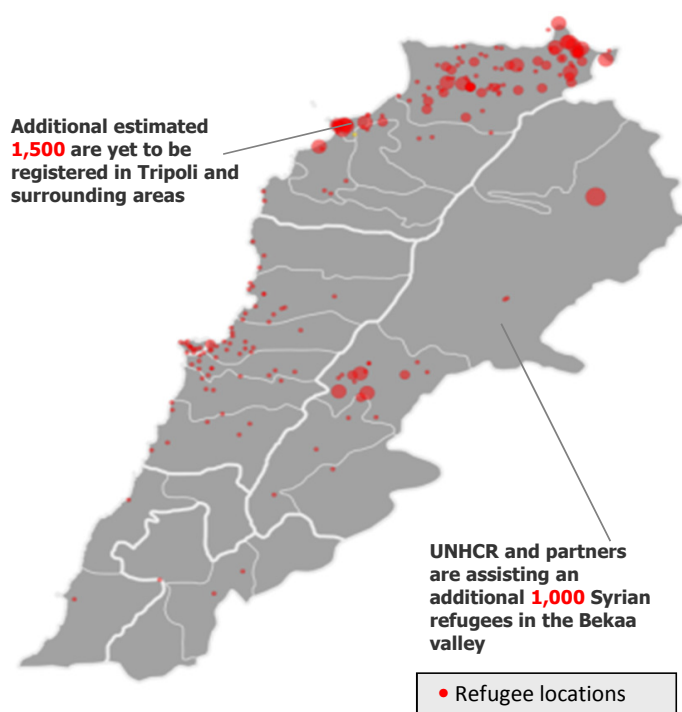 Additional estimated
1,500 are yet to be
registered in Tripoli and
surrounding areas
UNHCR and partners
are assisting an
additional 1,000 Syrian
refugees in the Bekaa
valley
Refugee locations